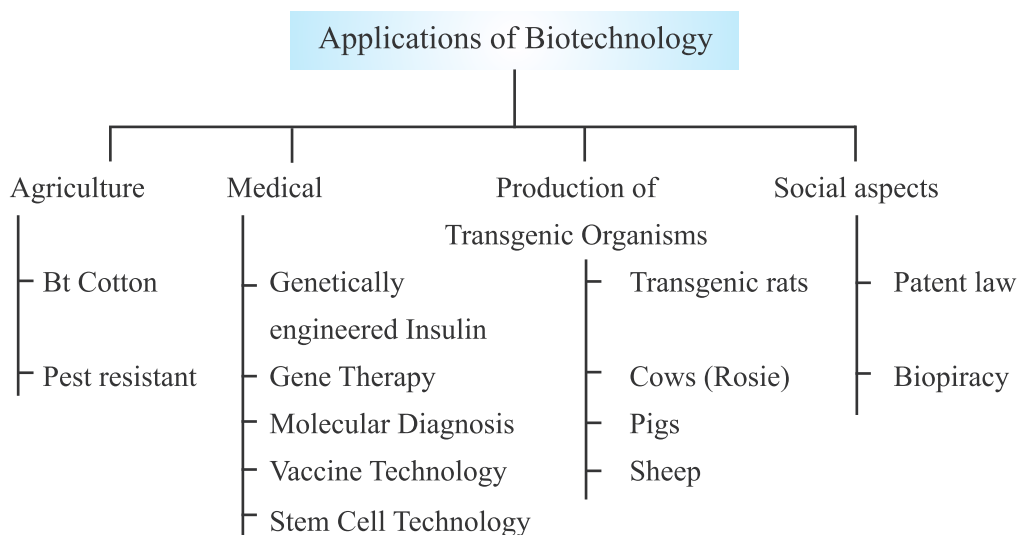 Applications of Biotechnology
Agriculture
Bt Cotton
Pest resistant
Medical
Genetically
engineered Insulin
Gene Therapy
Molecular Diagnosis
Vaccine Technology
Stem Cell Technology
Production of
Transgenic Organisms
Transgenic rats
Cows (Rosie)
Pigs
Sheep
Social aspects
Patent law
Biopiracy